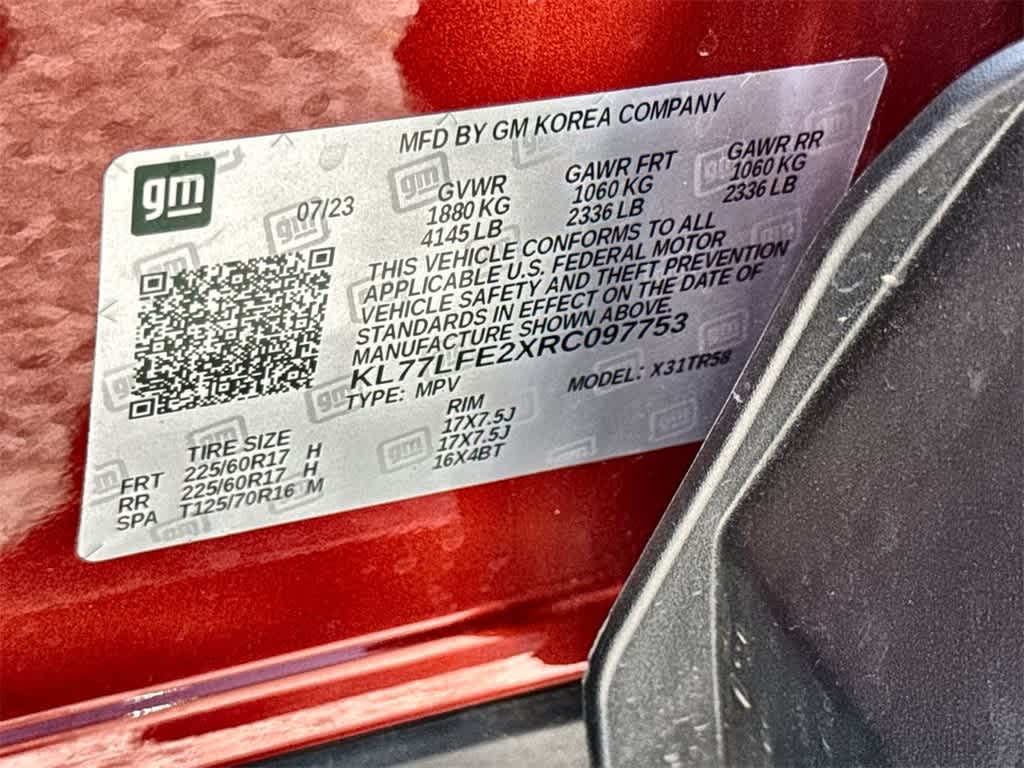 MFD BY GM KOREA COMPANY
gm
07/23
GVWR GAWR FRT GAWR RR
1880 KG 1060 KG 1060 KG
4145 LB 2336 LB 2336 LB
THIS VEHICLE CONFORMS TO ALL
APPLICABLE U.S. FEDERAL MOTOR
VEHICLE SAFETY AND THEFT PREVENTION
STANDARDS IN EFFECT ON THE DATE OF
MANUFACTURE SHOWN ABOVE.
KL77LFE2XRC097753
TYPE: MPV MODEL: X31TR58
TIRE SIZE RIM
FRT 225/60R17 H 17X7.5J
RR 225/60R17 H 17X7.5J
SPA T125/70R16 M 16X4BT